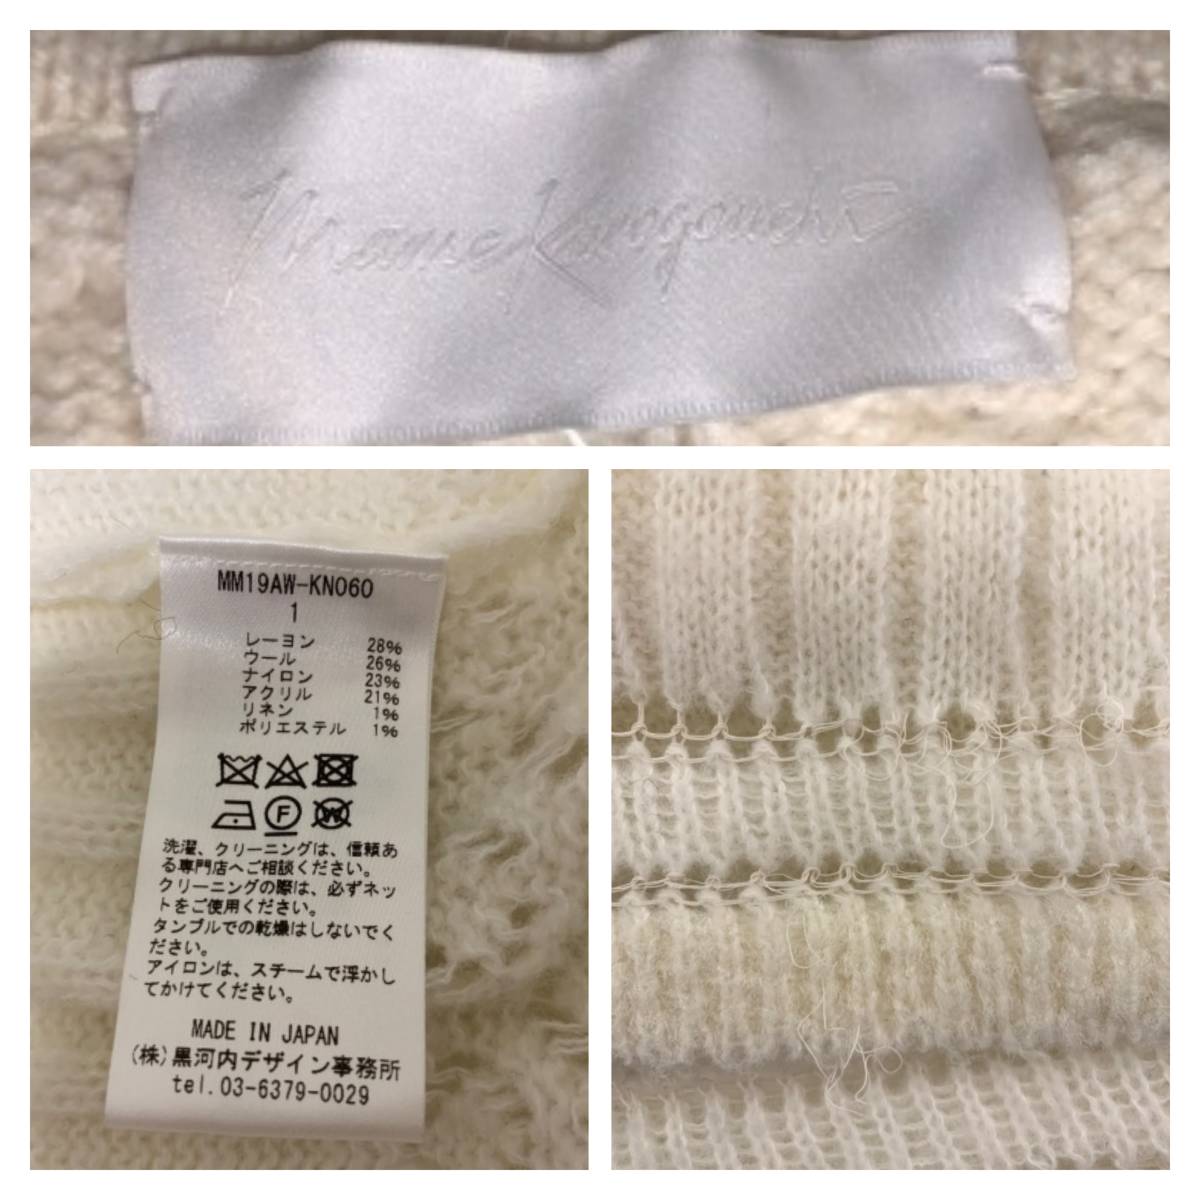 Mame Kurogouchi
MM19AW-KN060
1
レーヨン 28%
ウール 26%
ナイロン 23%
アクリル 21%
リネン 1%
ポリエステル 1%
F
W
洗濯、クリーニングは、信頼あ
る専門店へご相談ください。
クリーニングの際は、必ずネッ
トをご使用ください。
タンブルでの乾燥はしないでく
ださい。
アイロンは、スチームで浮かし
てかけてください。
MADE IN JAPAN
(株)黒河内デザイン事務所
tel.03-6379-0029